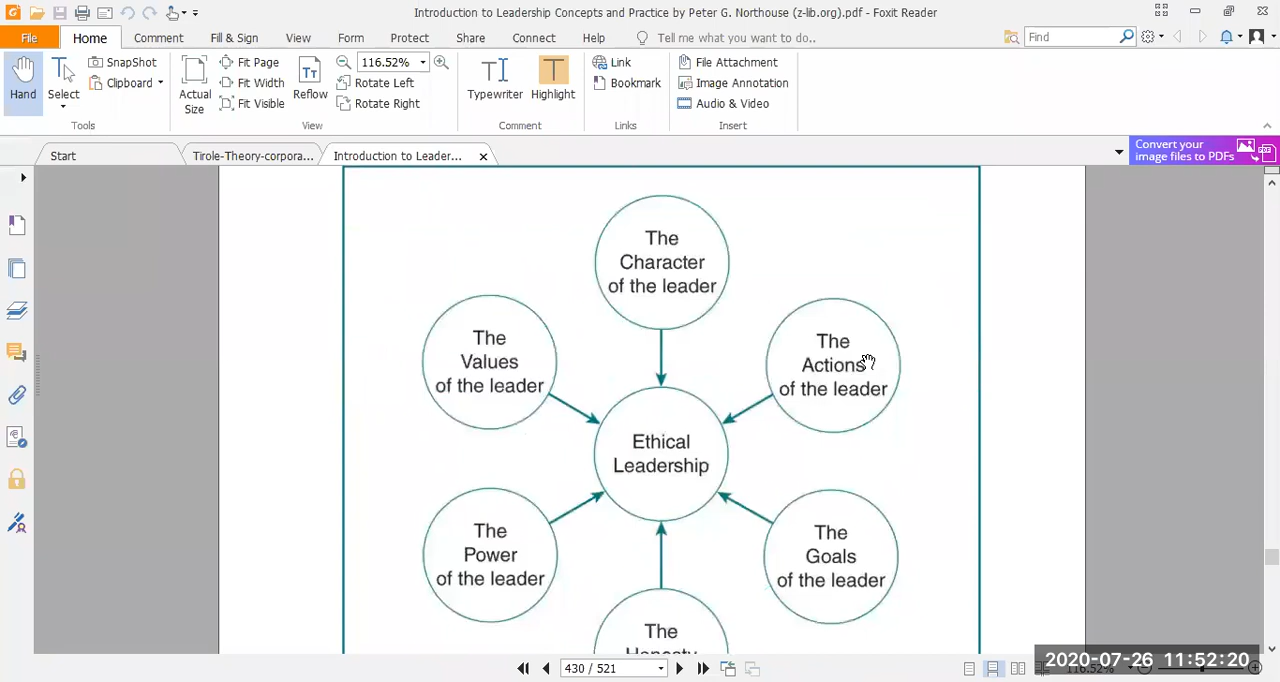 Introduction to Leadership Concepts and Practice by Peter G. Northouse (z-lib.org).pdf - Foxit Reader
File Home Comment Fill & Sign View Form Protect Share Connect Help Tell me what you want to do.. Find
Hand
Select
SnapShot
Clipboard
Tools
Actual
Size
Fit Page
Fit Width
Fit Visible
Reflow
116.52%
Rotate Left
Rotate Right
View
Typewriter
Highlight
Comment
Link
Bookmark
Links
File Attachment
Image Annotation
Audio & Video
Insert
Start
Tirole-Theory-corpora...
Introduction to Leader...
Convert your
image files to PDFs
The
Character
of the leader
The
Values
of the leader
The
Actions
of the leader
Ethical
Leadership
The
Power
of the leader
The
Goals
of the leader
The
Honesty
430 / 521
2020-07-26 11:52:20
116.52%